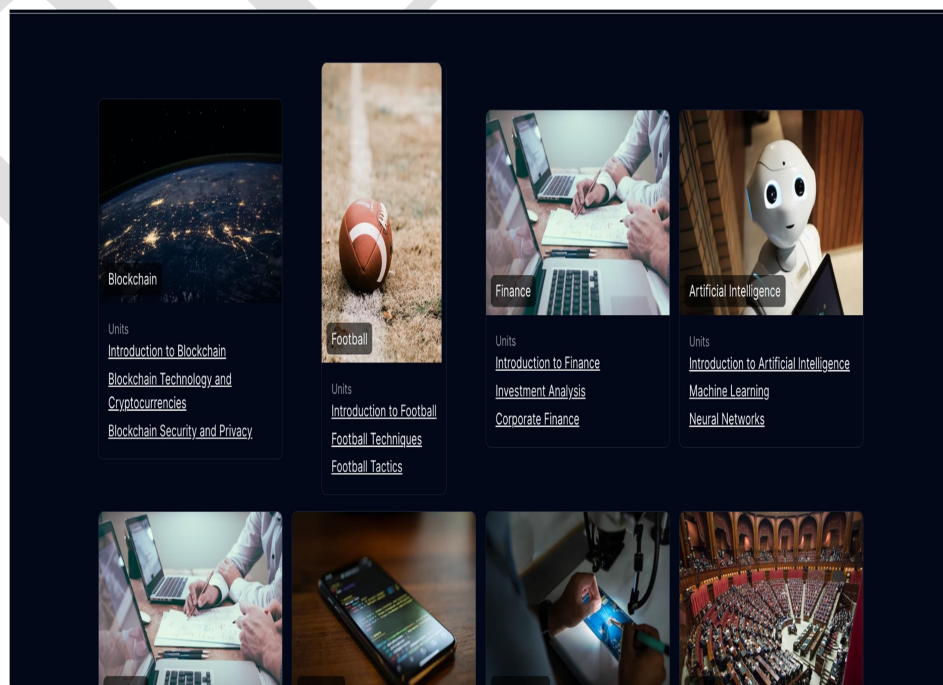 Blockchain
Units
Introduction to Blockchain
Blockchain Technology and
Cryptocurrencies
Blockchain Security and Privacy
Football
Units
Introduction to Football
Football Techniques
Football Tactics
Finance
Units
Introduction to Finance
Investment Analysis
Corporate Finance
Artificial Intelligence
Units
Introduction to Artificial Intelligence
Machine Learning
Neural Networks